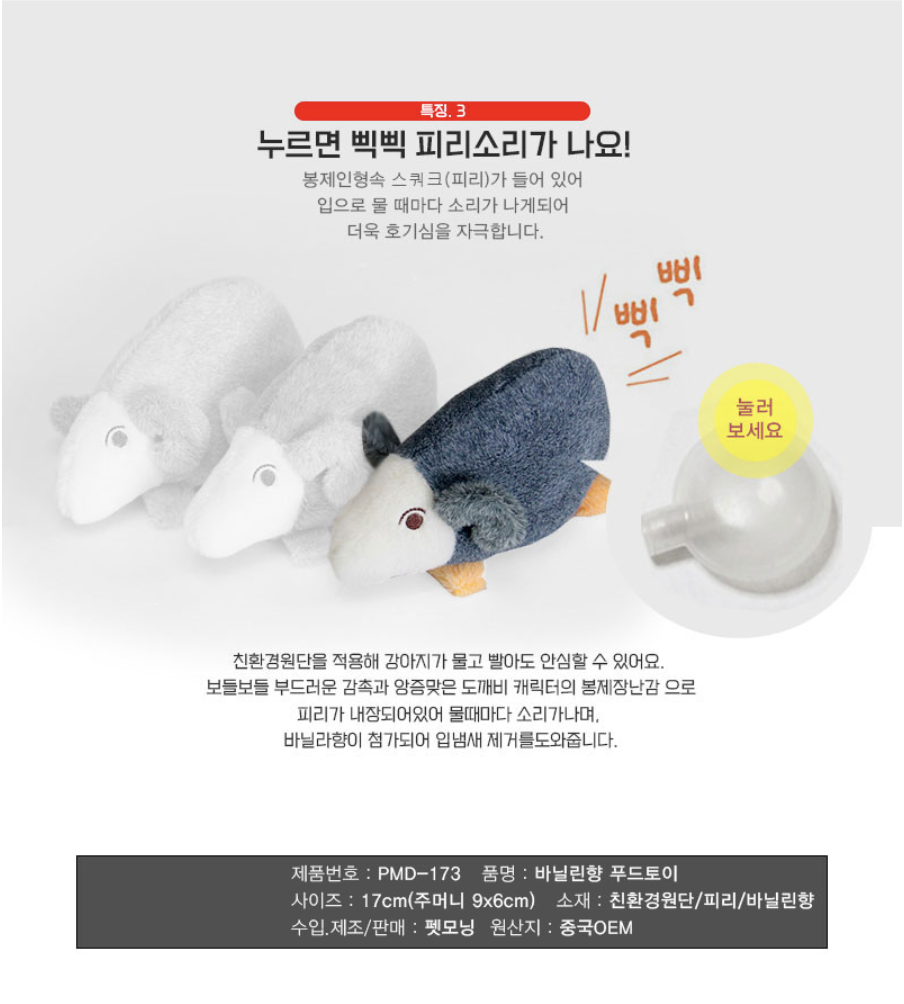 특징. 3
누르면 삑삑 피리소리가 나요!
봉제인형속 스쿼크(피리)가 들어 있어
입으로 물 때마다 소리가 나게되어
더욱 호기심을 자극합니다.
삑
삑
눌러
보세요
친환경원단을 적용해 강아지가 물고 빨아도 안심할 수 있어요.
보들보들 부드러운 감촉과 앙증맞은 도깨비 캐릭터의 봉제장난감 으로
피리가 내장되어있어 물때마다 소리가나며,
바닐라향이 첨가되어 입냄새 제거를도와줍니다.
제품번호 : PMD-173 품명 : 바닐린향 푸드토이
사이즈 : 17cm(주머니 9x6cm) 소재 : 친환경원단/피리/바닐린향
수입.제조/판매 : 펫모닝 원산지 : 중국OEM